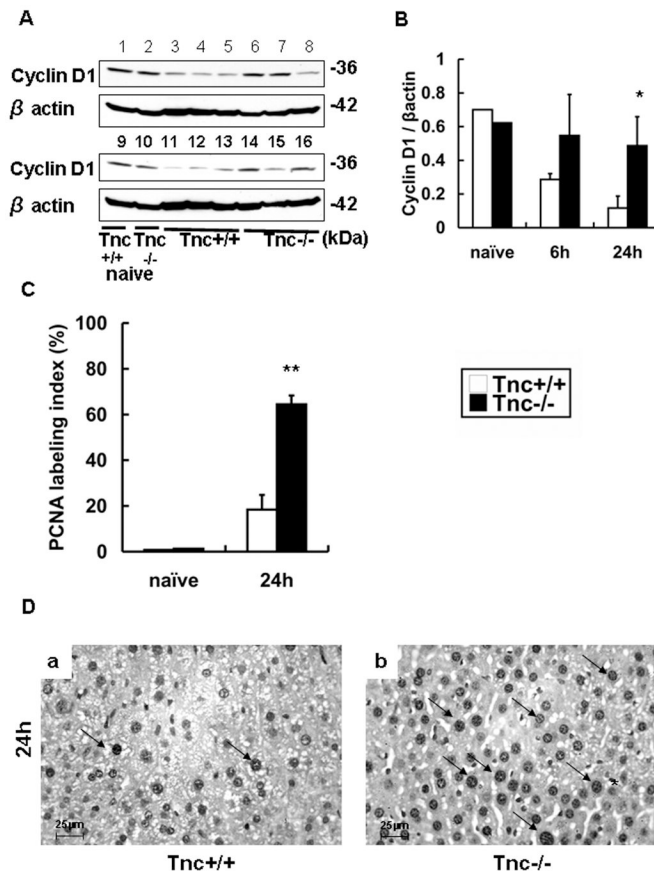 A
1 2 3 4 5 6 7 8
Cyclin D1 -36
β actin -42
9 10 11 12 13 14 15 16
Cyclin D1 -36
β actin -42
Tnc Tnc Tnc+/+ Tnc-/- (kDa)
+/+ -/-
naive
B
Cyclin D1 / βactin
1
0.8
0.6
0.4
0.2
0
*
naïve 6h 24h
C
PCNA labeling index (%)
100
80
60
40
20
0
**
naïve 24h
Tnc+/+
Tnc-/-
D
24h
a
25μm
Tnc+/+
b
*
25μm
Tnc-/-